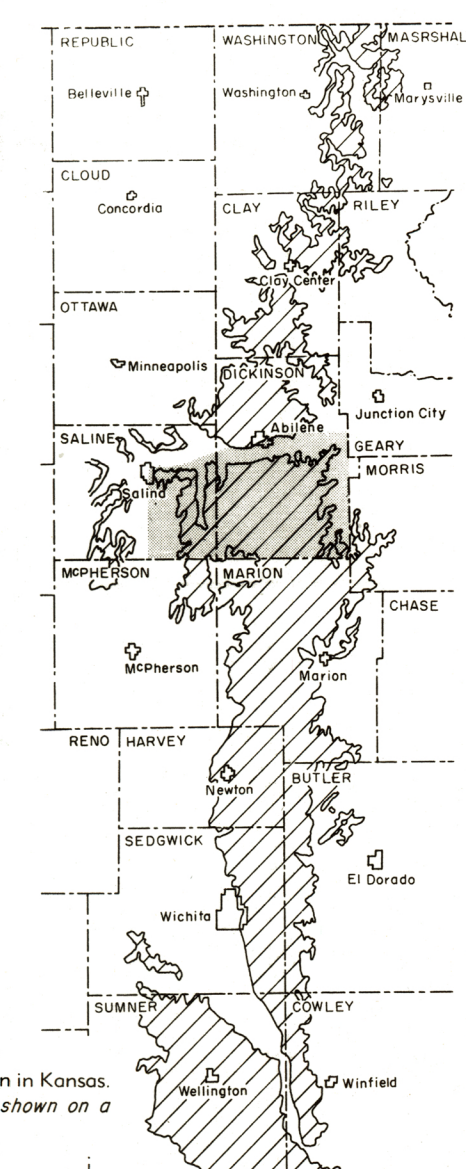 REPUBLIC
WASHINGTON
MASRSHAL
Belleville
Washington
Marysville
CLOUD
Concordia
CLAY
RILEY
Clay Center
OTTAWA
Minneapolis
DICKINSON
Junction City
Abilene
SALINE
GEARY
MORRIS
Salina
McPHERSON
MARION
CHASE
McPherson
Marion
RENO
HARVEY
BUTLER
Newton
SEDGWICK
El Dorado
Wichita
SUMNER
COWLEY
n in Kansas.
Wellington
Winfield
shown on a